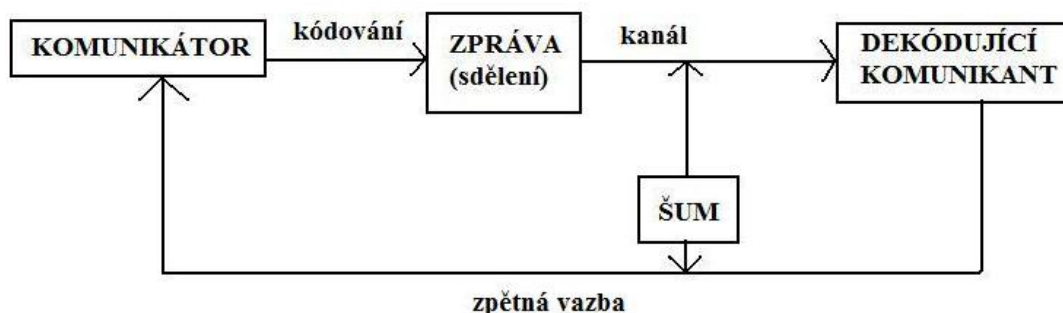 KOMUNIKÁTOR
kódování
ZPRÁVA
(sdělení)
kanál
DEKÓDUJÍCÍ
KOMUNIKANT
ŠUM
zpětná vazba